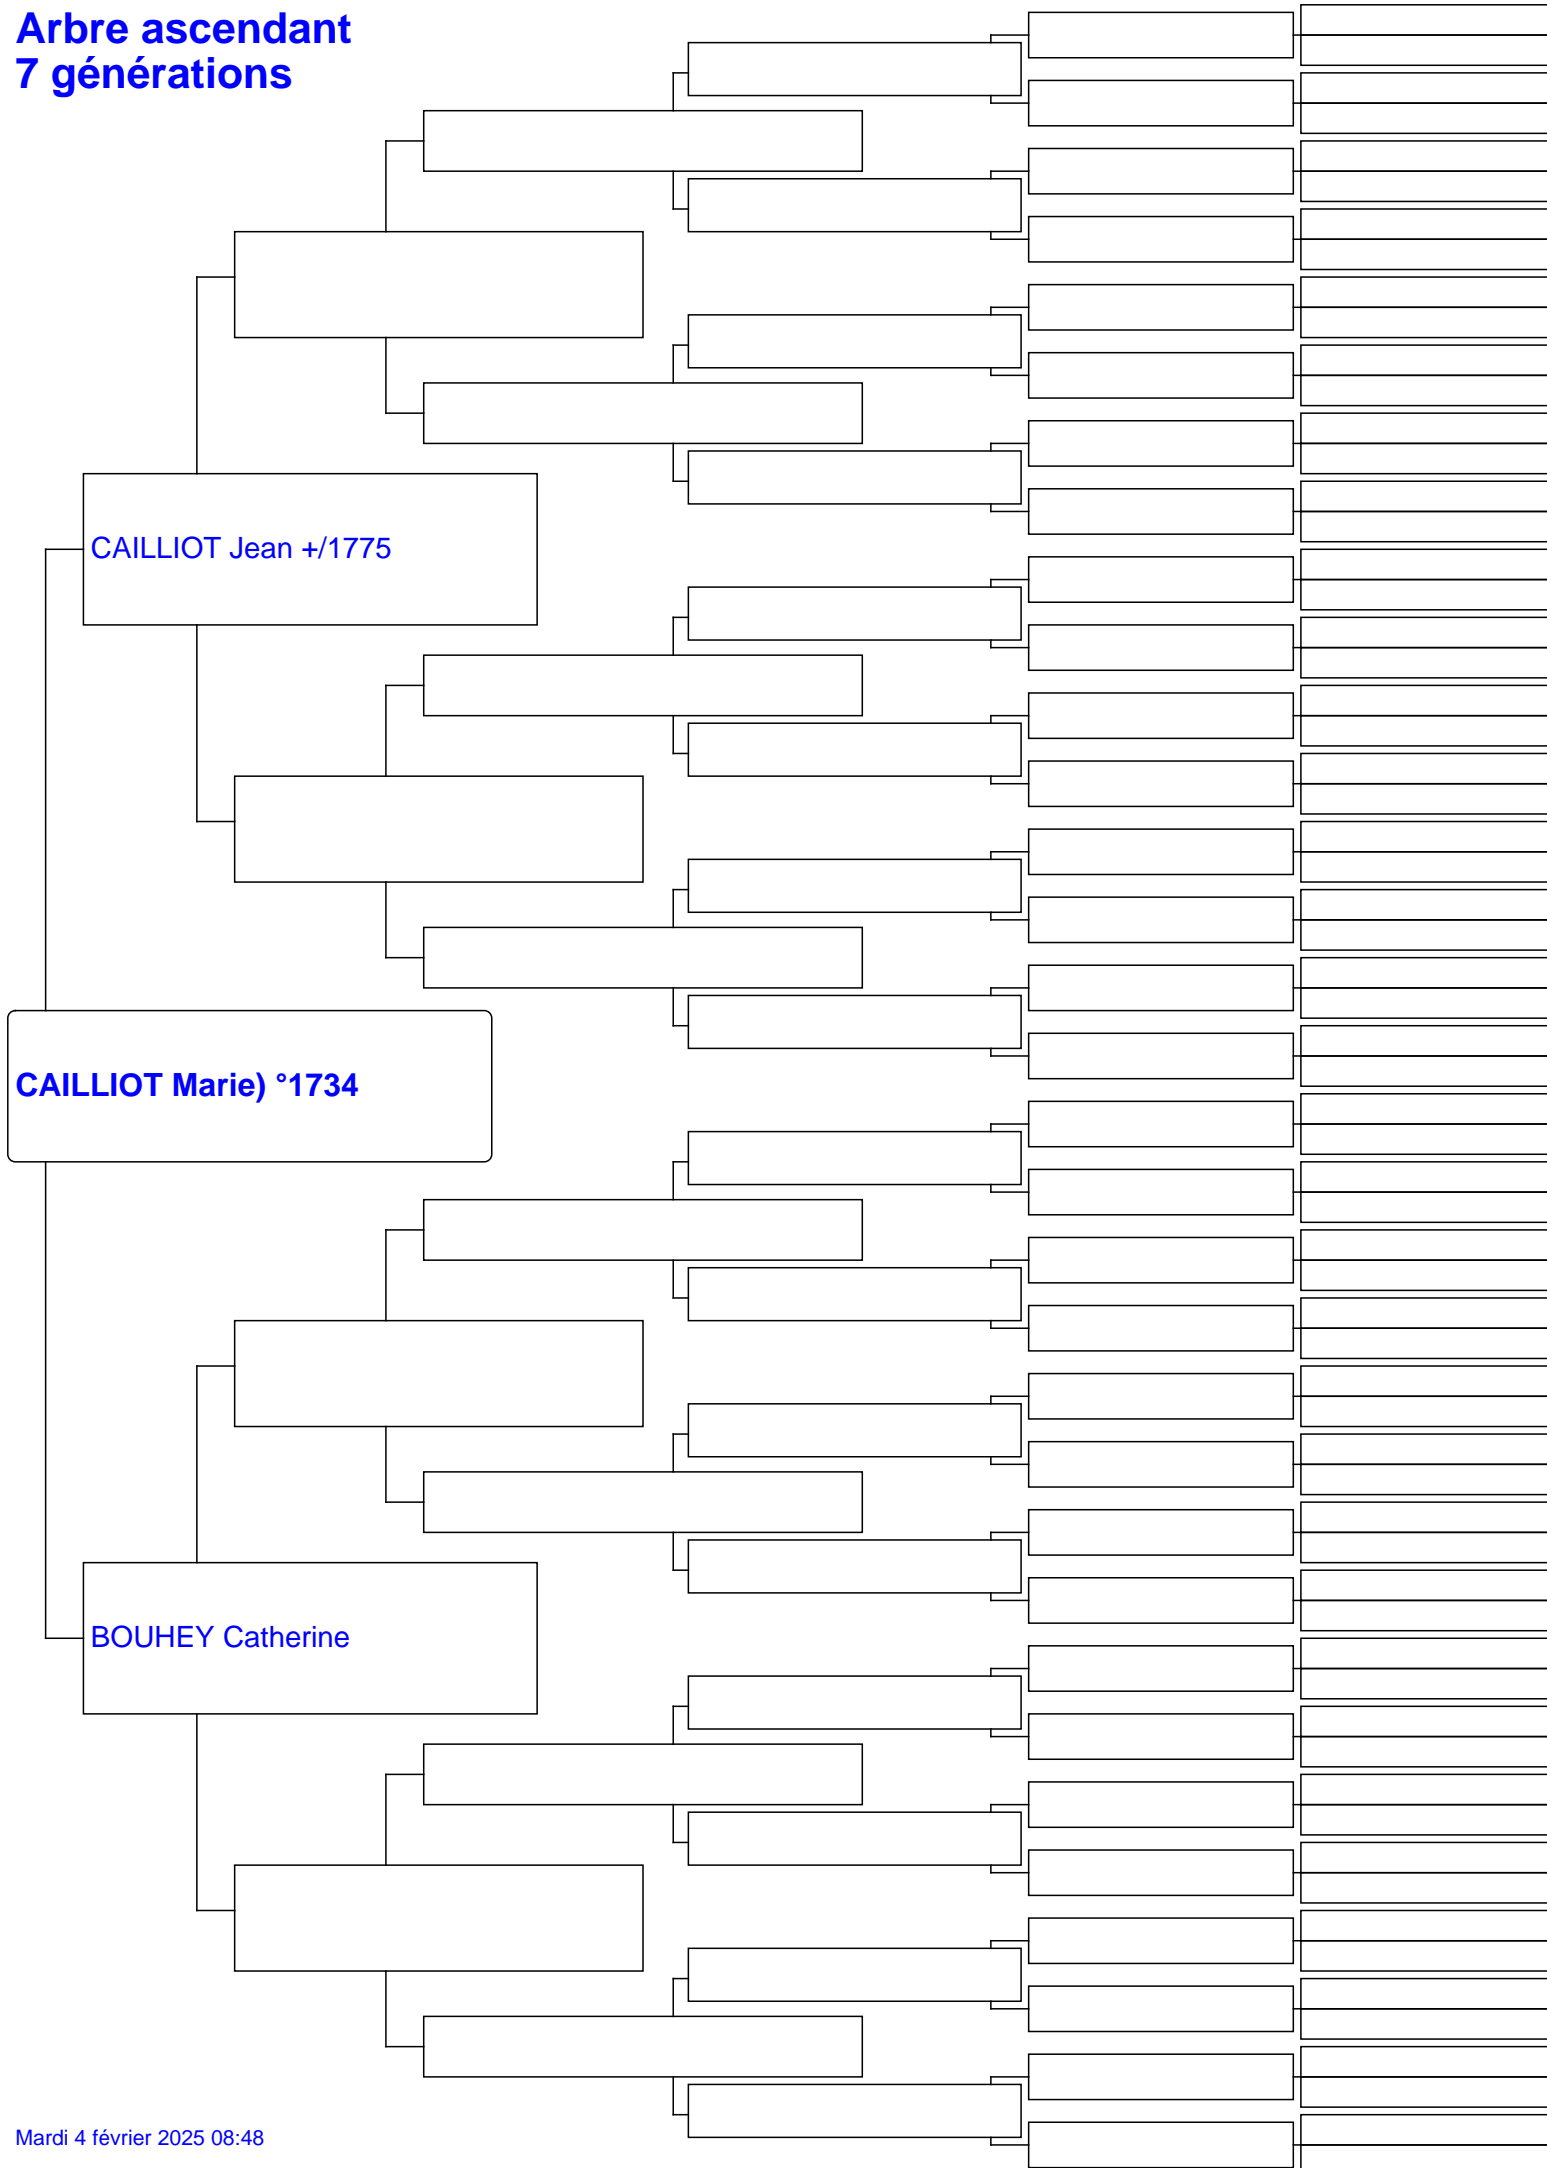 Arbre ascendant
7 générations
CAILLIOT Jean +/1775
CAILLIOT Marie) °1734
BOUHEY Catherine
Mardi 4 février 2025 08:48